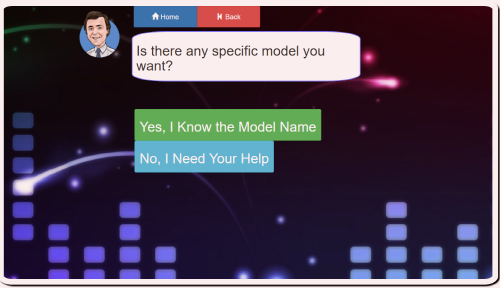 Home
Back
Is there any specific model you
want?
Yes, I Know the Model Name
No, I Need Your Help